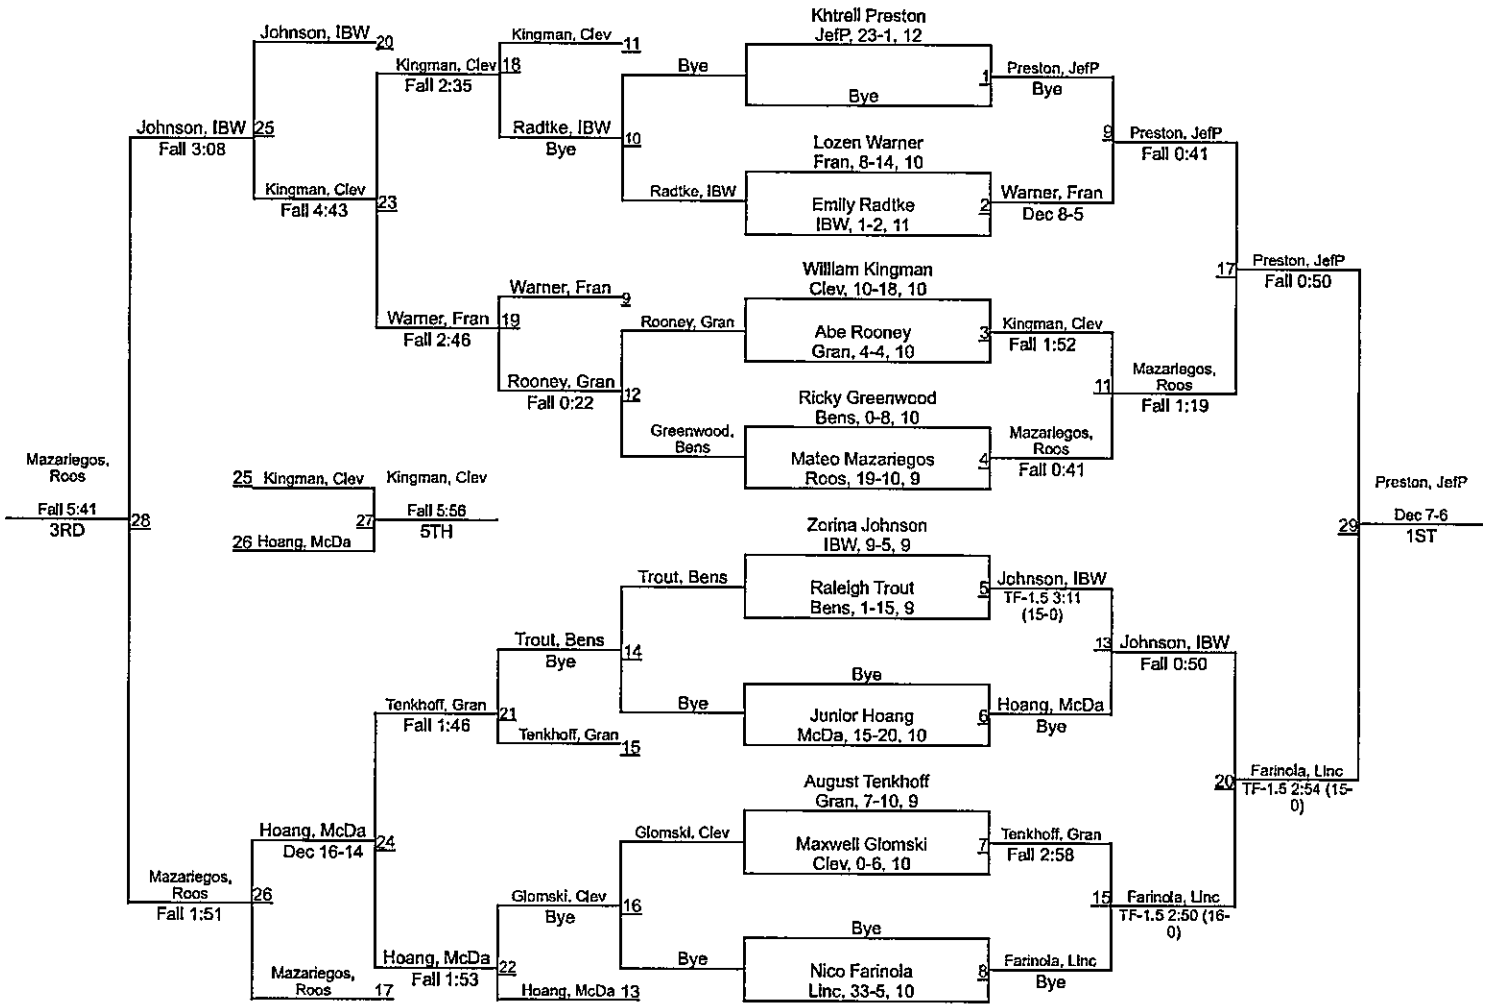 Khtrell Preston
JefP, 23-1, 12
Bye
1
Preston, JefP
Bye
Lozen Warner
Fran, 8-14, 10
Emily Radtke
IBW, 1-2, 11
2
Warner, Fran
Dec 8-5
William Kingman
Clev, 10-18, 10
Abe Rooney
Gran, 4-4, 10
3
Kingman, Clev
Fall 1:52
Ricky Greenwood
Bens, 0-8, 10
Mateo Mazariegos
Roos, 19-10, 9
4
Mazariegos,
Roos
Fall 0:41
Zorina Johnson
IBW, 9-5, 9
Raleigh Trout
Bens, 1-15, 9
5
Johnson, IBW
TF-1.5 3:11
(15-0)
Bye
Junior Hoang
McDa, 15-20, 10
6
Hoang, McDa
Bye
August Tenkhoff
Gran, 7-10, 9
Maxwell Glomski
Clev, 0-6, 10
7
Tenkhoff, Gran
Fall 2:58
Bye
Nico Farinola
Linc, 33-5, 10
8
Farinola, Linc
Bye
9
Preston, JefP
Fall 0:41
11
Mazariegos,
Roos
Fall 1:19
13
Johnson, IBW
Fall 0:50
15
Farinola, Linc
TF-1.5 2:50 (16-
0)
17
Preston, JefP
Fall 0:50
20
Farinola, Linc
TF-1.5 2:54 (15-
0)
29
Preston, JefP
Dec 7-6
1ST
Bye
Radtke, IBW
10
Radtke, IBW
Bye
Kingman, Clev
11
18
Kingman, Clev
Fall 2:35
Rooney, Gran
Greenwood,
Bens
12
Rooney, Gran
Fall 0:22
Warner, Fran
9
19
Warner, Fran
Fall 2:46
23
Kingman, Clev
Fall 4:43
Johnson, IBW
20
25
Johnson, IBW
Fall 3:08
25 Kingman, Clev
26 Hoang, McDa
27
Kingman, Clev
Fall 5:56
5TH
Trout, Bens
Bye
14
Trout, Bens
Bye
Tenkhoff, Gran
15
21
Tenkhoff, Gran
Fall 1:46
Glomski, Clev
Bye
16
Glomski, Clev
Bye
Hoang, McDa 13
22
Hoang, McDa
Fall 1:53
24
Hoang, McDa
Dec 16-14
Mazariegos,
Roos
17
26
Mazariegos,
Roos
Fall 1:51
28
Mazariegos,
Roos
Fall 5:41
3RD